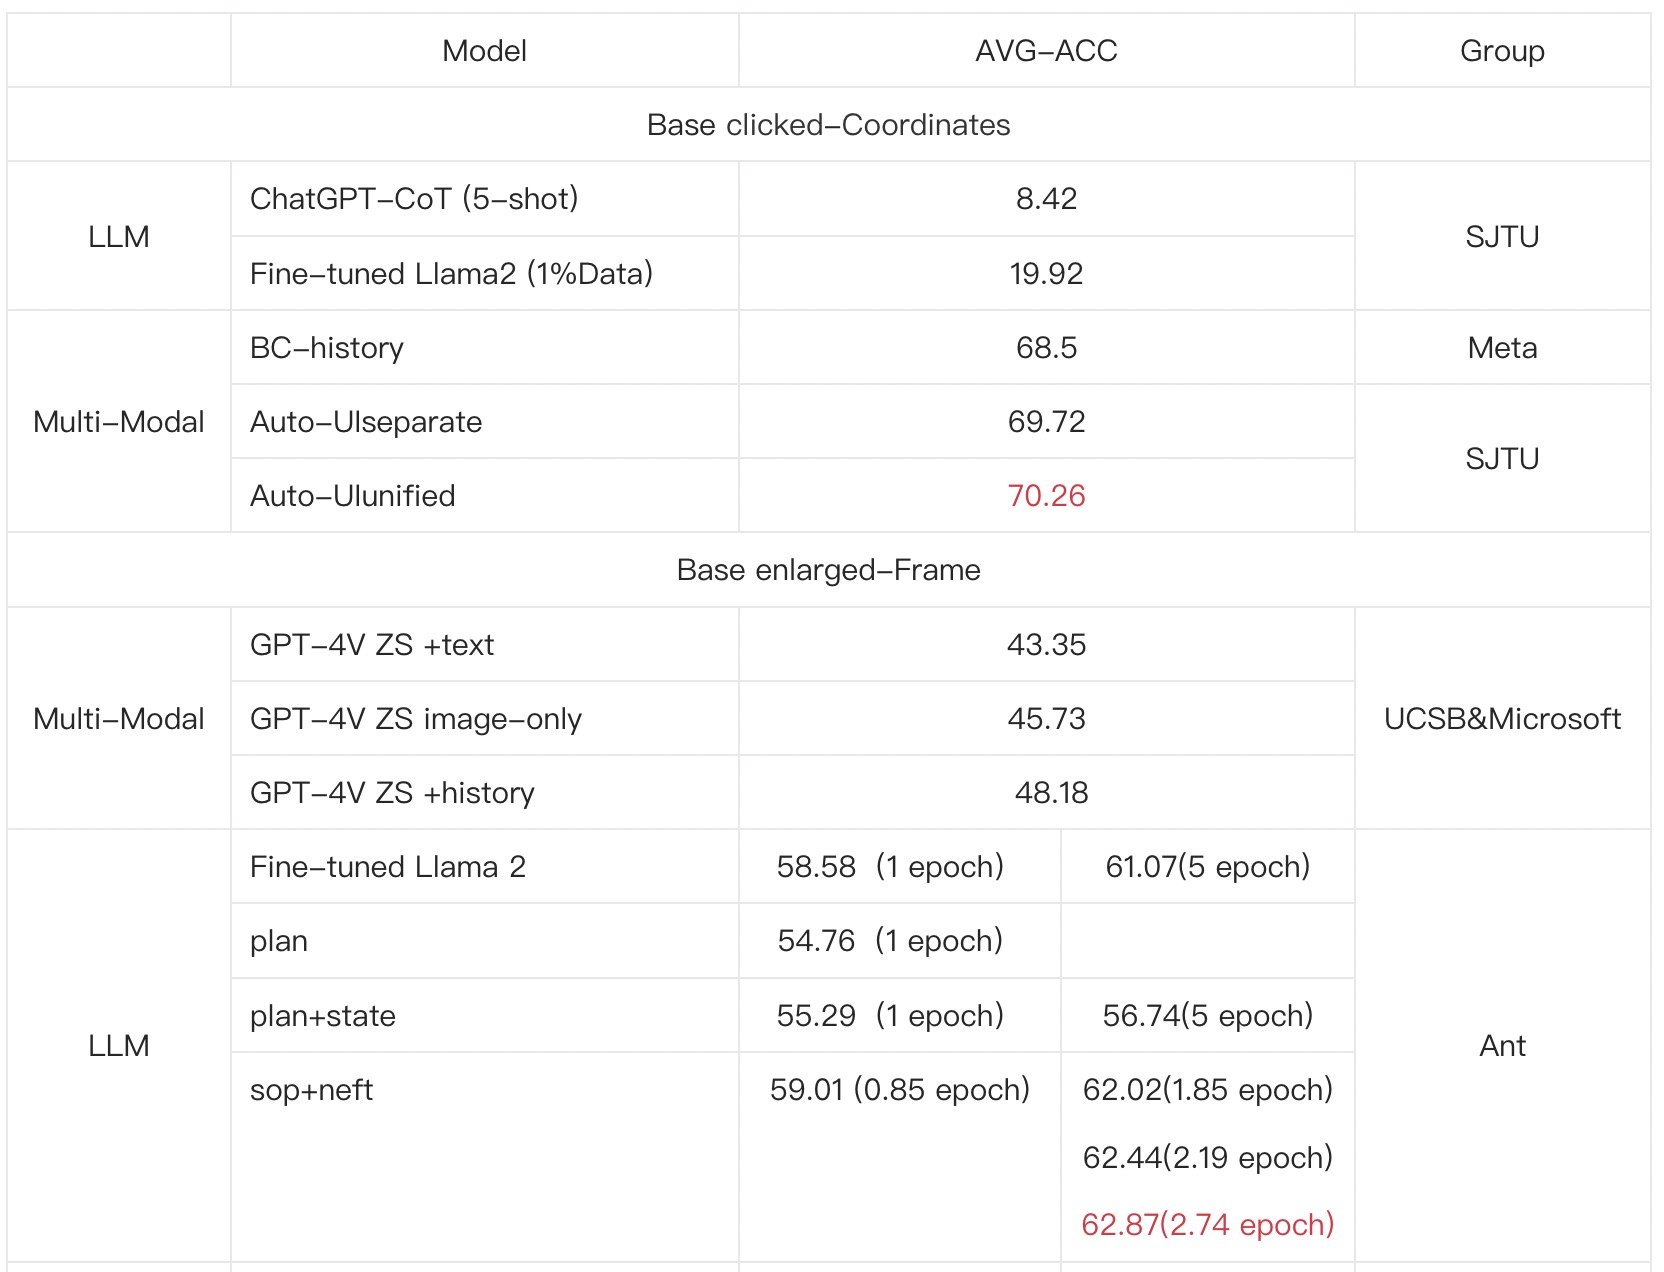 Model AVG-ACC Group
Base clicked-Coordinates
LLM
ChatGPT-CoT (5-shot) 8.42
SJTU
Fine-tuned Llama2 (1%Data) 19.92
Multi-Modal
BC-history 68.5 Meta
Auto-UIseparate 69.72
SJTU
Auto-UIunified 70.26
Base enlarged-Frame
Multi-Modal
GPT-4V ZS +text 43.35
UCSB&Microsoft
GPT-4V ZS image-only 45.73
GPT-4V ZS +history 48.18
LLM
Fine-tuned Llama 2 58.58 (1 epoch) 61.07(5 epoch)
Ant
plan 54.76 (1 epoch)
plan+state 55.29 (1 epoch) 56.74(5 epoch)
sop+neft 59.01 (0.85 epoch) 62.02(1.85 epoch)
62.44(2.19 epoch)
62.87(2.74 epoch)